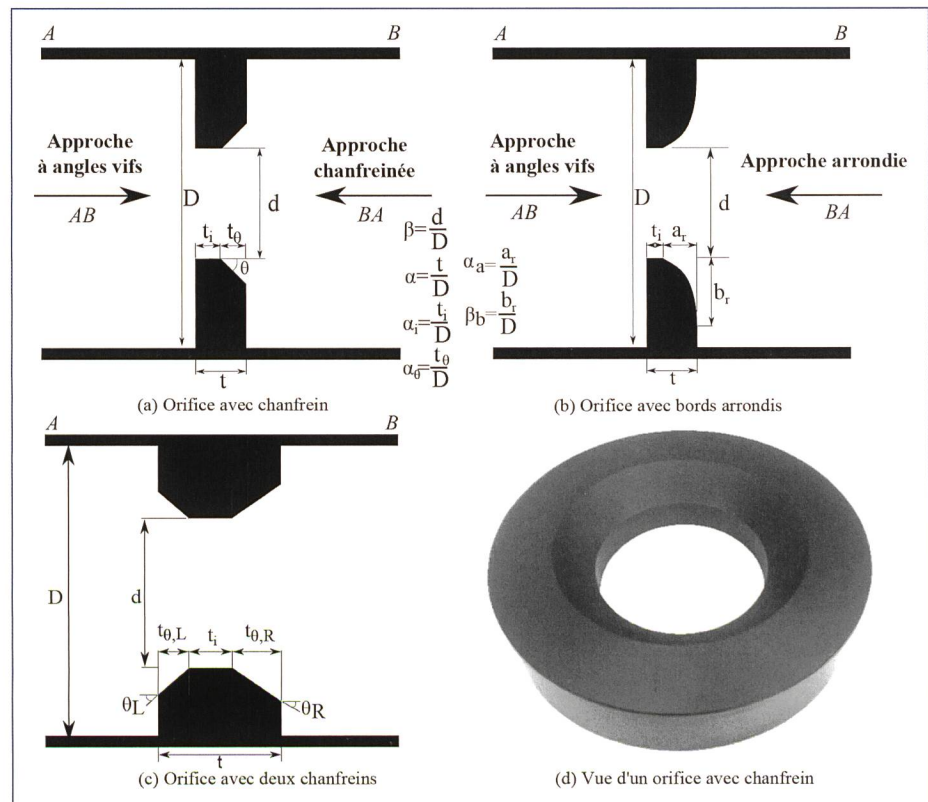 A B
D
Approche
à angles vifs
AB
Approche
chanfreinée
BA
d
t_i t_θ
θ
t
β=d/D
α=t/D
α_i=t_i/D
α_θ=t_θ/D
α_a=a_r/D
β_b=b_r/D
(a) Orifice avec chanfrein
A B
D
Approche
à angles vifs
AB
Approche arrondie
BA
d
t_i a_r
b_r
t
(b) Orifice avec bords arrondis
A B
D
d
t_θ,L t_i t_θ,R
θL
θR
t
(c) Orifice avec deux chanfreins
(d) Vue d'un orifice avec chanfrein